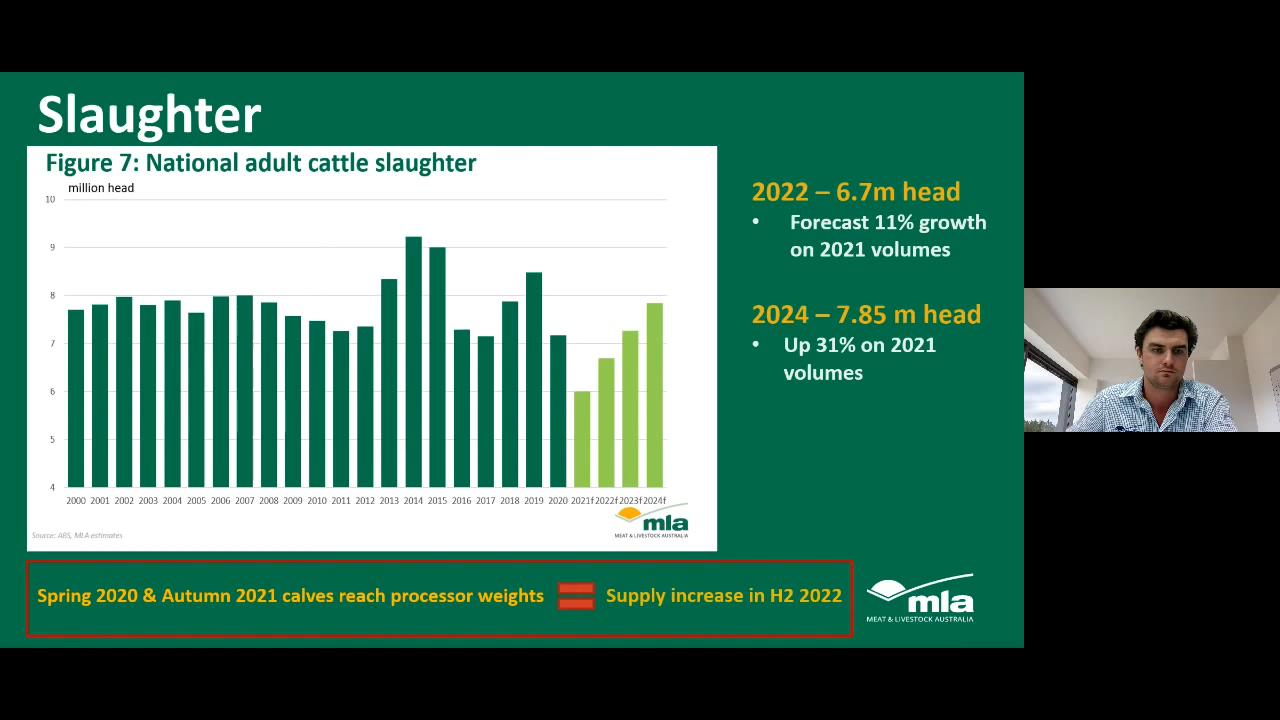 Slaughter
Figure 7: National adult cattle slaughter
million head
10
9
8
7
6
5
4
2000 2001 2002 2003 2004 2005 2006 2007 2008 2009 2010 2011 2012 2013 2014 2015 2016 2017 2018 2019 2020 2021f 2022f 2023f 2024f
mla
MEAT & LIVESTOCK AUSTRALIA
Source: ABS, MLA estimates
2022 – 6.7m head
• Forecast 11% growth
on 2021 volumes
2024 – 7.85 m head
• Up 31% on 2021
volumes
Spring 2020 & Autumn 2021 calves reach processor weights = Supply increase in H2 2022
mla
MEAT & LIVESTOCK AUSTRALIA